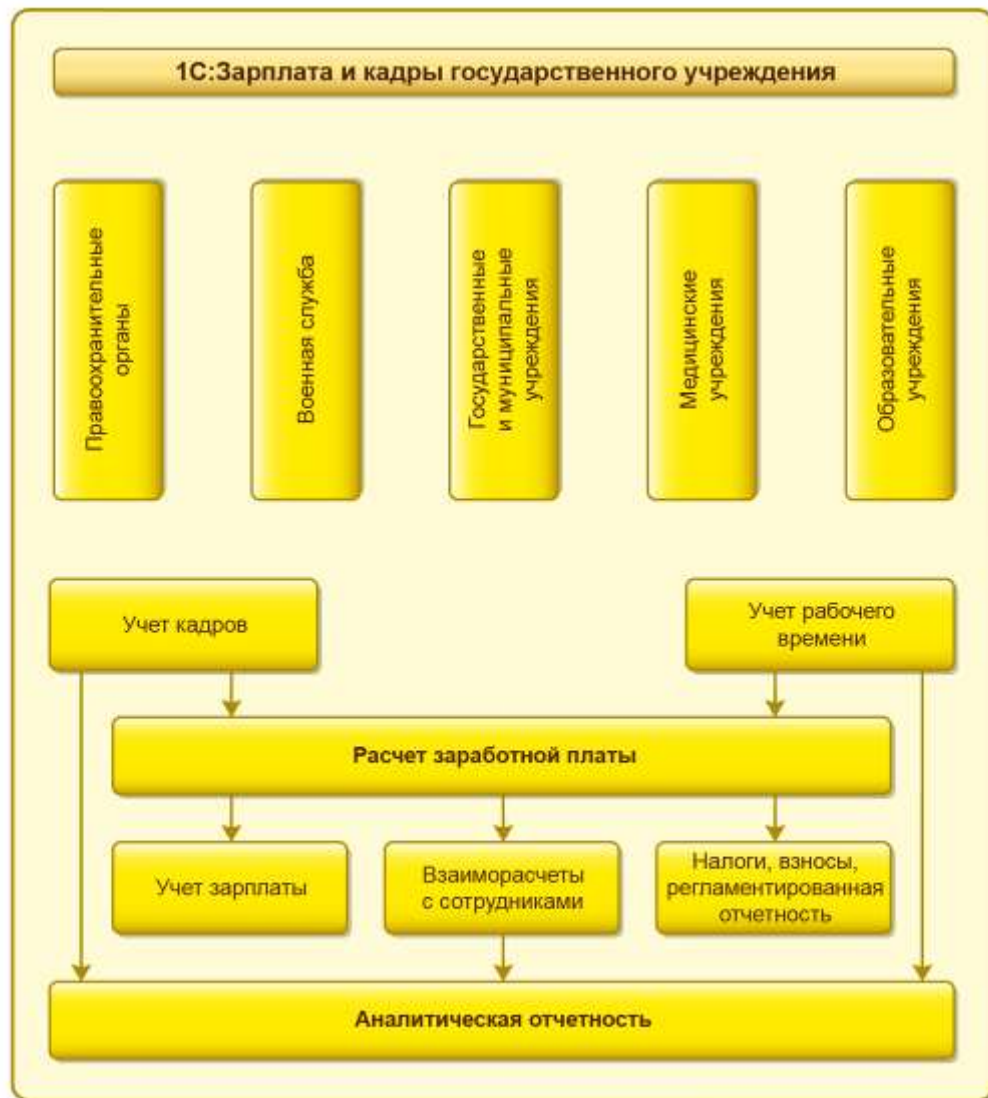 1С:Зарплата и кадры государственного учреждения
Правоохранительные
органы
Военная служба
Государственные
и муниципальные
учреждения
Медицинские
учреждения
Образовательные
учреждения
Учет кадров
Учет рабочего
времени
Расчет заработной платы
Учет зарплаты
Взаиморасчеты
с сотрудниками
Налоги, взносы,
регламентированная
отчетность
Аналитическая отчетность